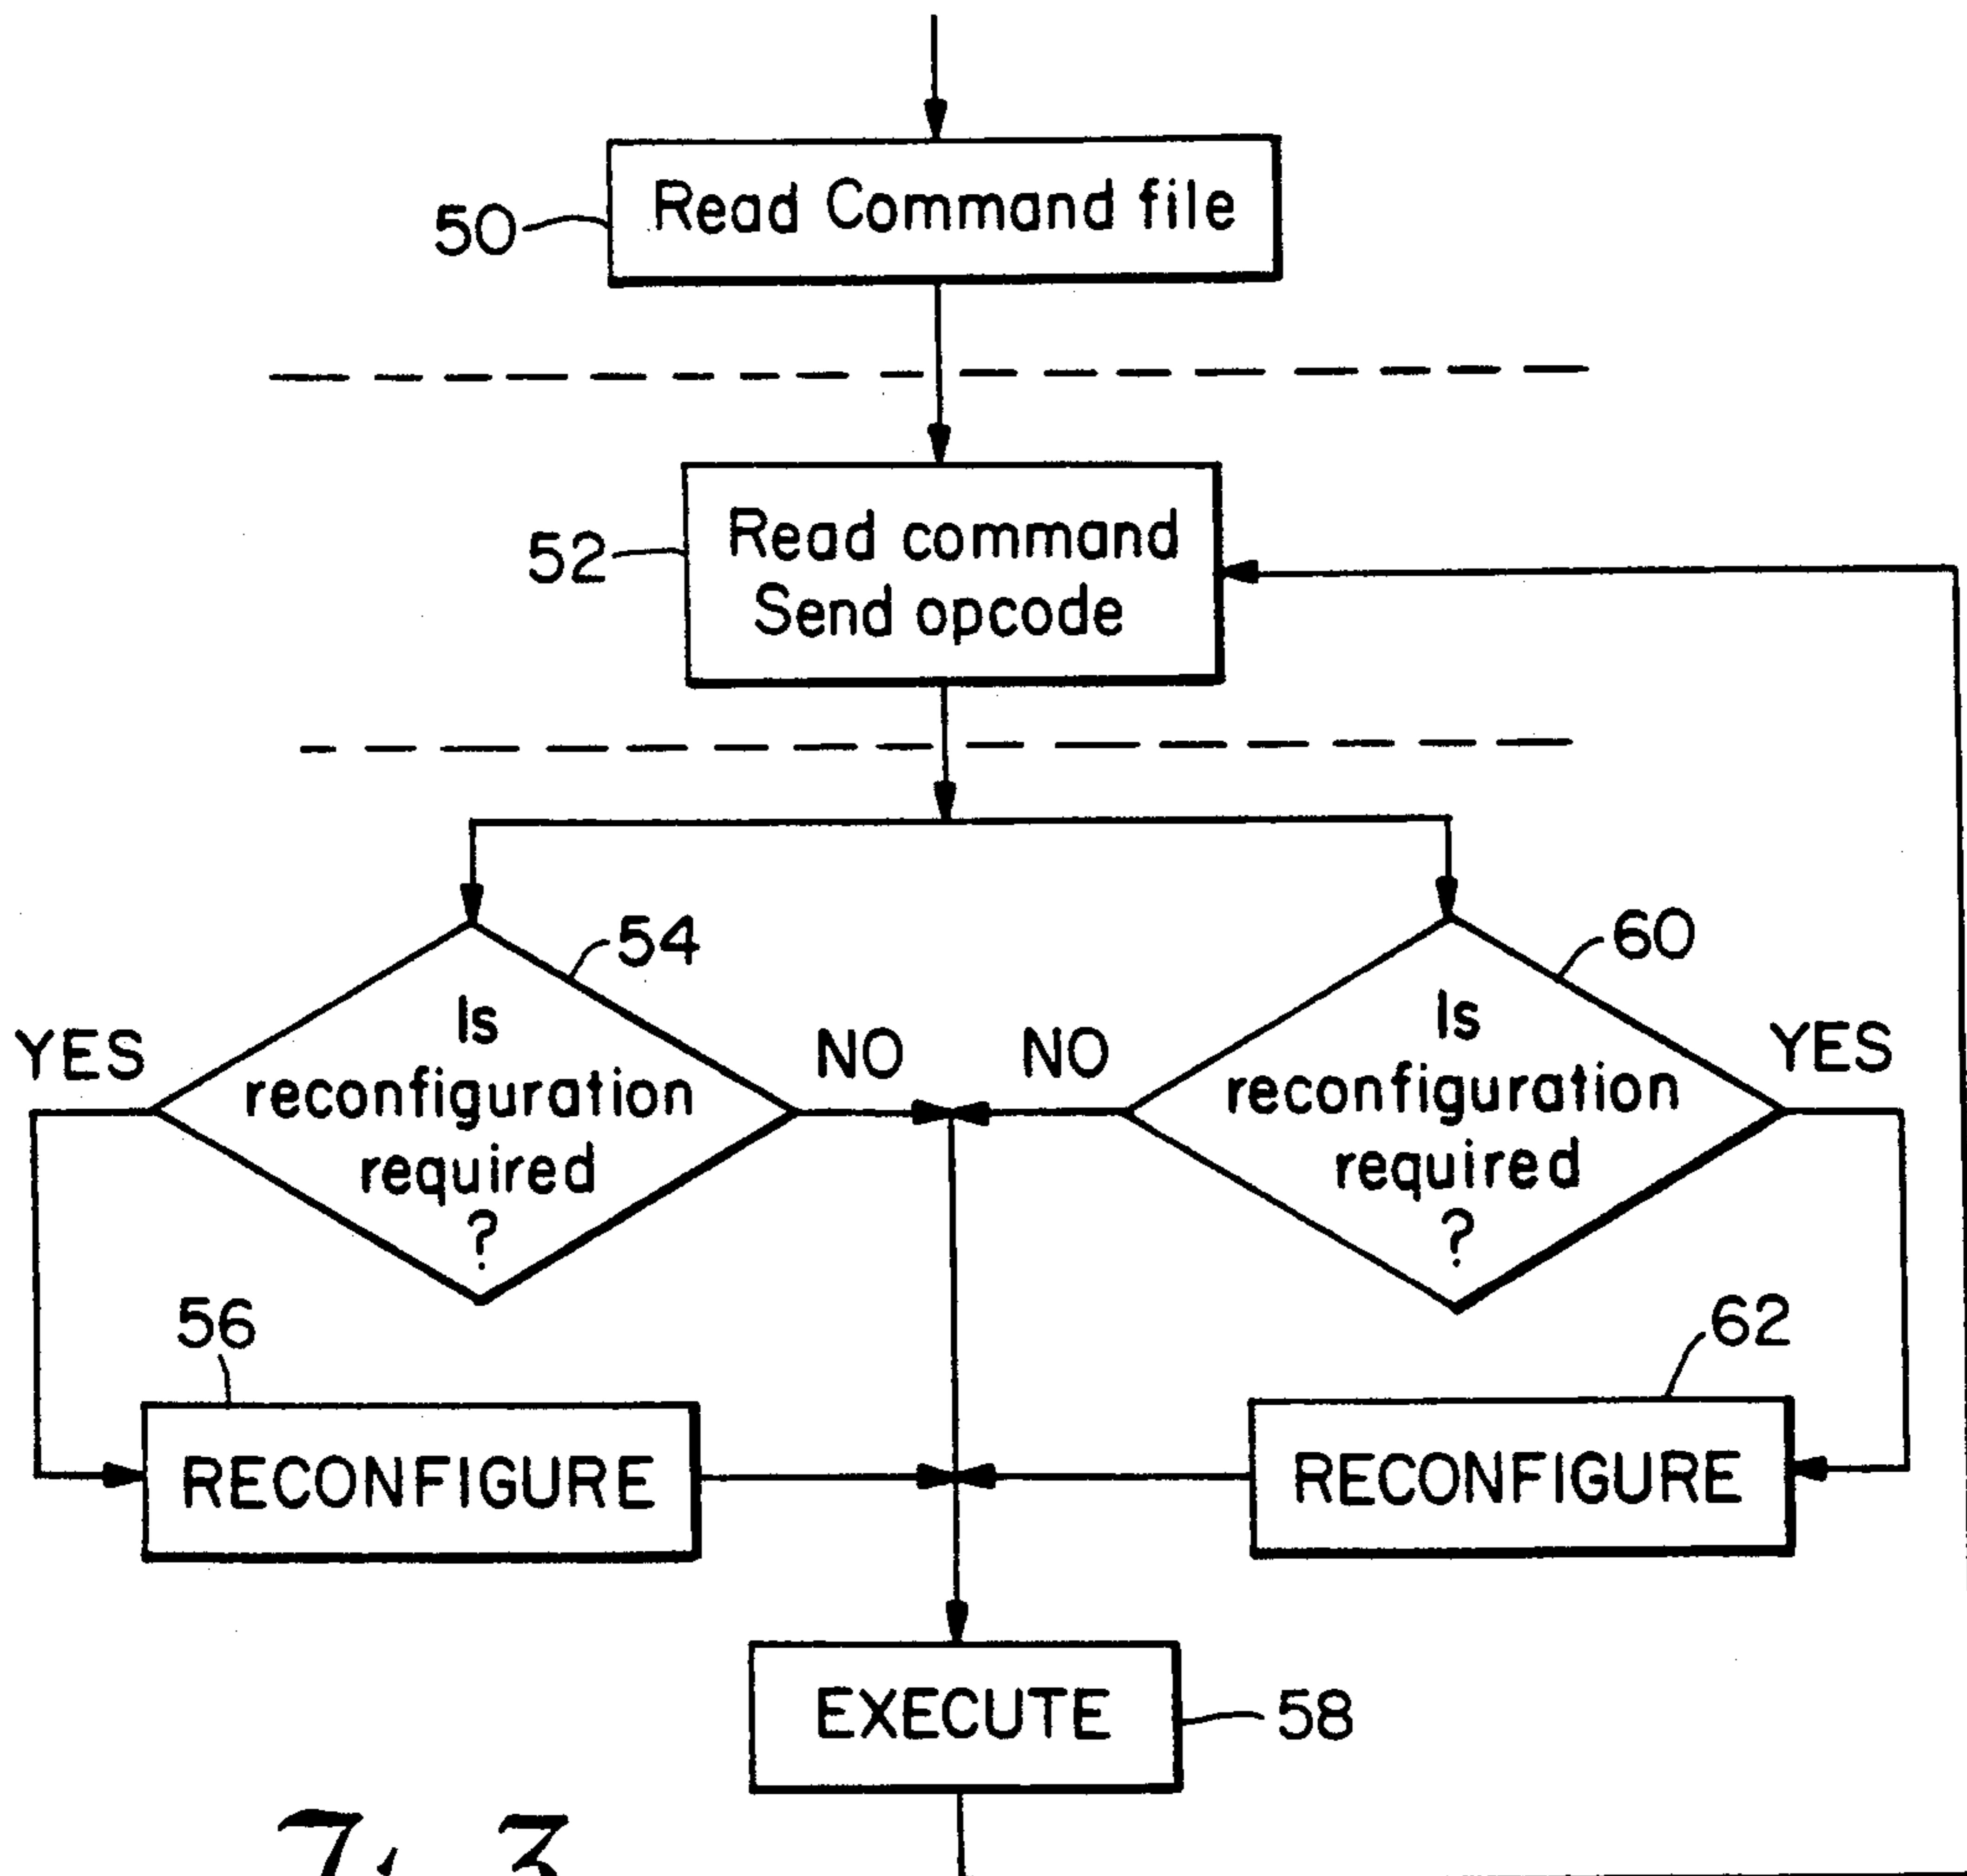 Read Command file
50
Read command
Send opcode
52
54
60
Is
reconfiguration
required
?
YES
NO
NO
Is
reconfiguration
required
?
YES
56
62
RECONFIGURE
RECONFIGURE
EXECUTE
58